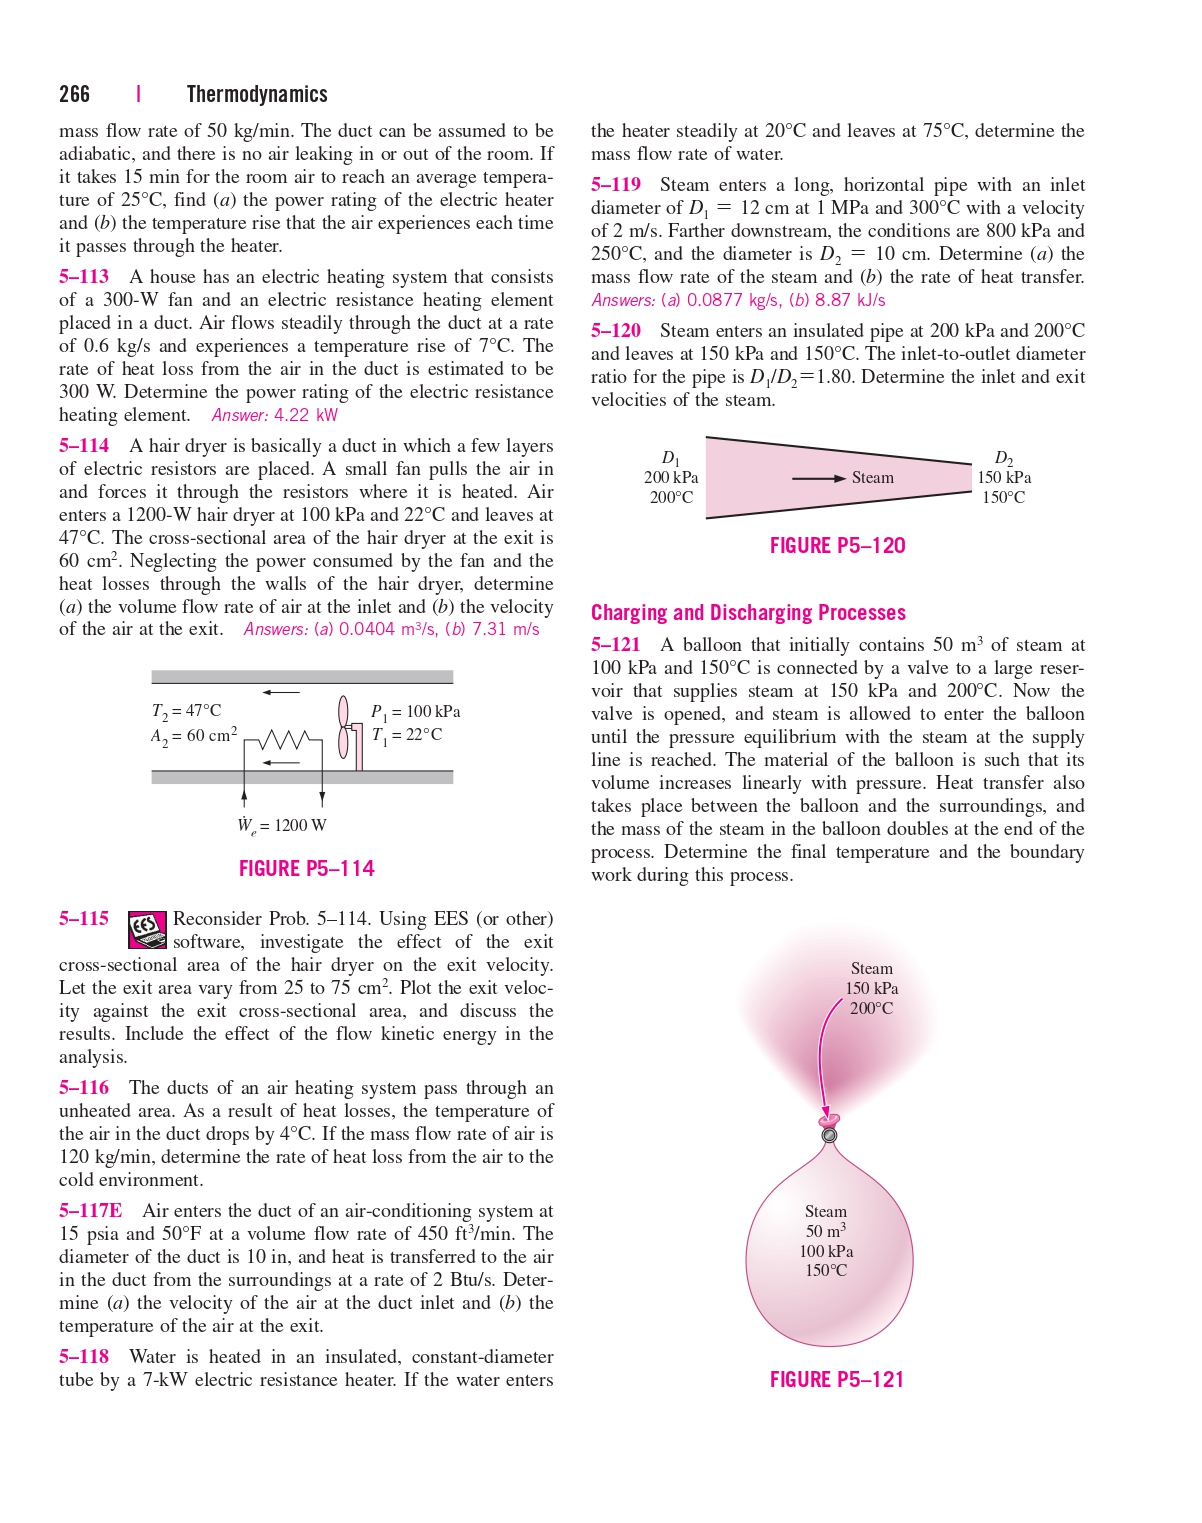 266 | Thermodynamics
mass flow rate of 50 kg/min. The duct can be assumed to be
adiabatic, and there is no air leaking in or out of the room. If
it takes 15 min for the room air to reach an average tempera-
ture of 25°C, find (a) the power rating of the electric heater
and (b) the temperature rise that the air experiences each time
it passes through the heater.
5–113 A house has an electric heating system that consists
of a 300-W fan and an electric resistance heating element
placed in a duct. Air flows steadily through the duct at a rate
of 0.6 kg/s and experiences a temperature rise of 7°C. The
rate of heat loss from the air in the duct is estimated to be
300 W. Determine the power rating of the electric resistance
heating element. Answer: 4.22 kW
5–114 A hair dryer is basically a duct in which a few layers
of electric resistors are placed. A small fan pulls the air in
and forces it through the resistors where it is heated. Air
enters a 1200-W hair dryer at 100 kPa and 22°C and leaves at
47°C. The cross-sectional area of the hair dryer at the exit is
60 cm². Neglecting the power consumed by the fan and the
heat losses through the walls of the hair dryer, determine
(a) the volume flow rate of air at the inlet and (b) the velocity
of the air at the exit. Answers: (a) 0.0404 m³/s, (b) 7.31 m/s
T₂ = 47°C
A₂ = 60 cm²
P₁ = 100 kPa
T₁ = 22°C
Ẇₑ = 1200 W
FIGURE P5–114
5–115 EES Reconsider Prob. 5–114. Using EES (or other)
software, investigate the effect of the exit
cross-sectional area of the hair dryer on the exit velocity.
Let the exit area vary from 25 to 75 cm². Plot the exit veloc-
ity against the exit cross-sectional area, and discuss the
results. Include the effect of the flow kinetic energy in the
analysis.
5–116 The ducts of an air heating system pass through an
unheated area. As a result of heat losses, the temperature of
the air in the duct drops by 4°C. If the mass flow rate of air is
120 kg/min, determine the rate of heat loss from the air to the
cold environment.
5–117E Air enters the duct of an air-conditioning system at
15 psia and 50°F at a volume flow rate of 450 ft³/min. The
diameter of the duct is 10 in, and heat is transferred to the air
in the duct from the surroundings at a rate of 2 Btu/s. Deter-
mine (a) the velocity of the air at the duct inlet and (b) the
temperature of the air at the exit.
5–118 Water is heated in an insulated, constant-diameter
tube by a 7-kW electric resistance heater. If the water enters
the heater steadily at 20°C and leaves at 75°C, determine the
mass flow rate of water.
5–119 Steam enters a long, horizontal pipe with an inlet
diameter of D₁ = 12 cm at 1 MPa and 300°C with a velocity
of 2 m/s. Farther downstream, the conditions are 800 kPa and
250°C, and the diameter is D₂ = 10 cm. Determine (a) the
mass flow rate of the steam and (b) the rate of heat transfer.
Answers: (a) 0.0877 kg/s, (b) 8.87 kJ/s
5–120 Steam enters an insulated pipe at 200 kPa and 200°C
and leaves at 150 kPa and 150°C. The inlet-to-outlet diameter
ratio for the pipe is D₁/D₂=1.80. Determine the inlet and exit
velocities of the steam.
D₁
200 kPa
200°C
Steam
D₂
150 kPa
150°C
FIGURE P5–120
Charging and Discharging Processes
5–121 A balloon that initially contains 50 m³ of steam at
100 kPa and 150°C is connected by a valve to a large reser-
voir that supplies steam at 150 kPa and 200°C. Now the
valve is opened, and steam is allowed to enter the balloon
until the pressure equilibrium with the steam at the supply
line is reached. The material of the balloon is such that its
volume increases linearly with pressure. Heat transfer also
takes place between the balloon and the surroundings, and
the mass of the steam in the balloon doubles at the end of the
process. Determine the final temperature and the boundary
work during this process.
Steam
150 kPa
200°C
Steam
50 m³
100 kPa
150°C
FIGURE P5–121